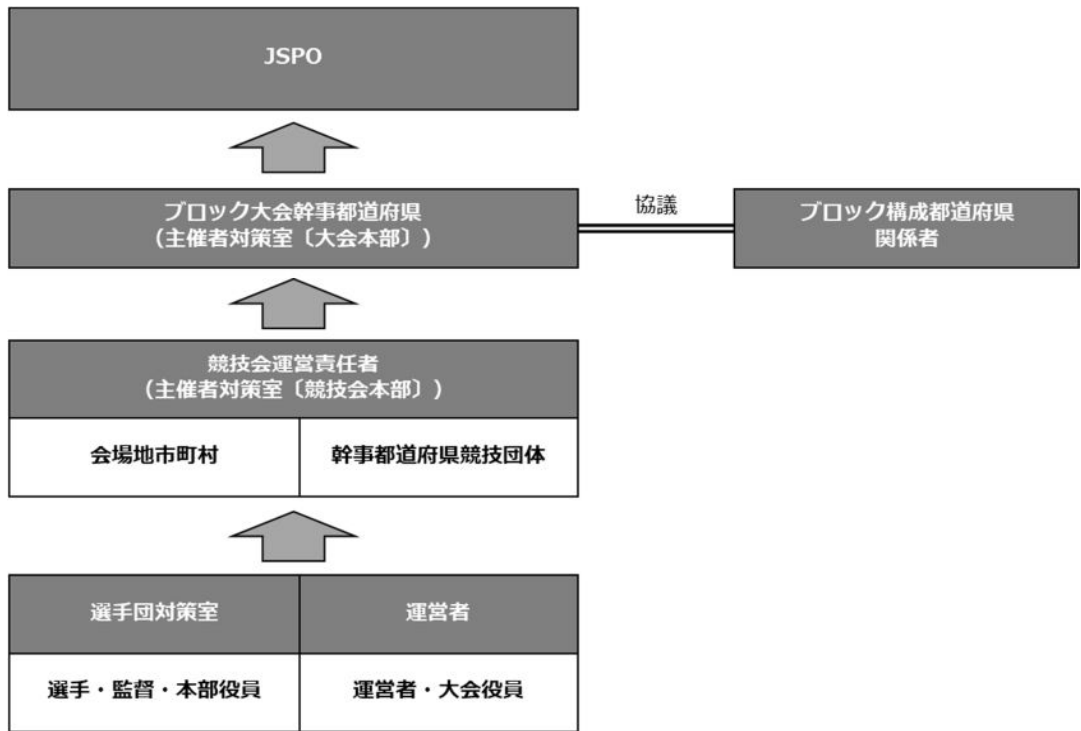 JSPO
ブロック大会幹事都道府県
(主催者対策室〔大会本部〕)
協議
ブロック構成都道府県
関係者
競技会運営責任者
(主催者対策室〔競技会本部〕)
会場地市町村
幹事都道府県競技団体
選手団対策室
運営者
選手・監督・本部役員
運営者・大会役員